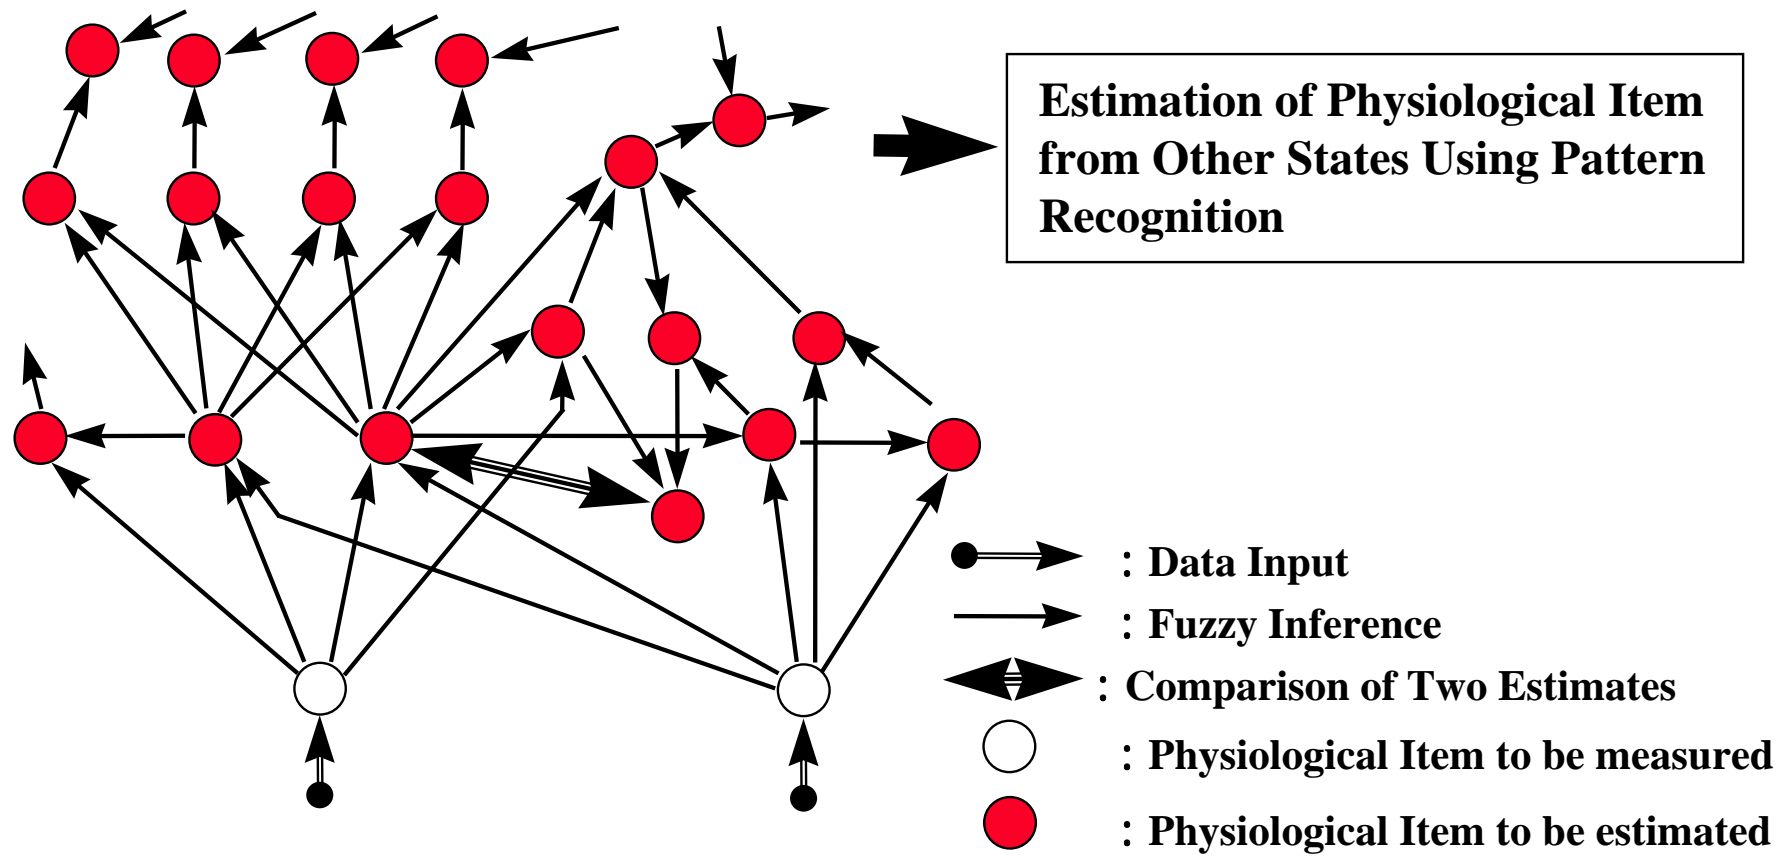 Estimation of Physiological Item
from Other States Using Pattern
Recognition
: Data Input
: Fuzzy Inference
: Comparison of Two Estimates
: Physiological Item to be measured
: Physiological Item to be estimated